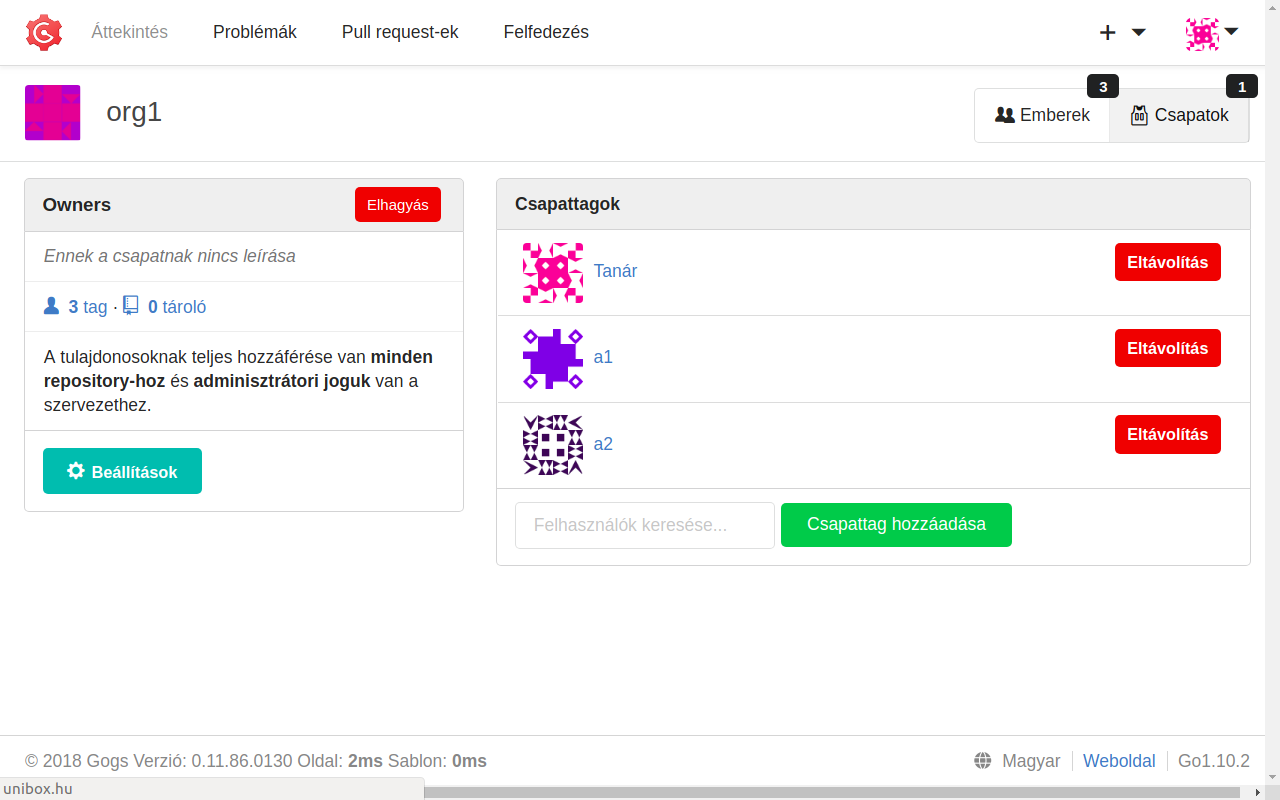 Áttekintés Problémák Pull request-ek Felfedezés
org1
3
1
Emberek Csapatok
Owners Elhagyás
Ennek a csapatnak nincs leírása
3 tag · 0 tároló
A tulajdonosoknak teljes hozzáférése van minden
repository-hoz és adminisztrátori joguk van a
szervezethez.
Beállítások
Csapattagok
Tanár Eltávolítás
a1 Eltávolítás
a2 Eltávolítás
Felhasználók keresése... Csapattag hozzáadása
© 2018 Gogs Verzió: 0.11.86.0130 Oldal: 2ms Sablon: 0ms Magyar Weboldal Go1.10.2
unibox.hu